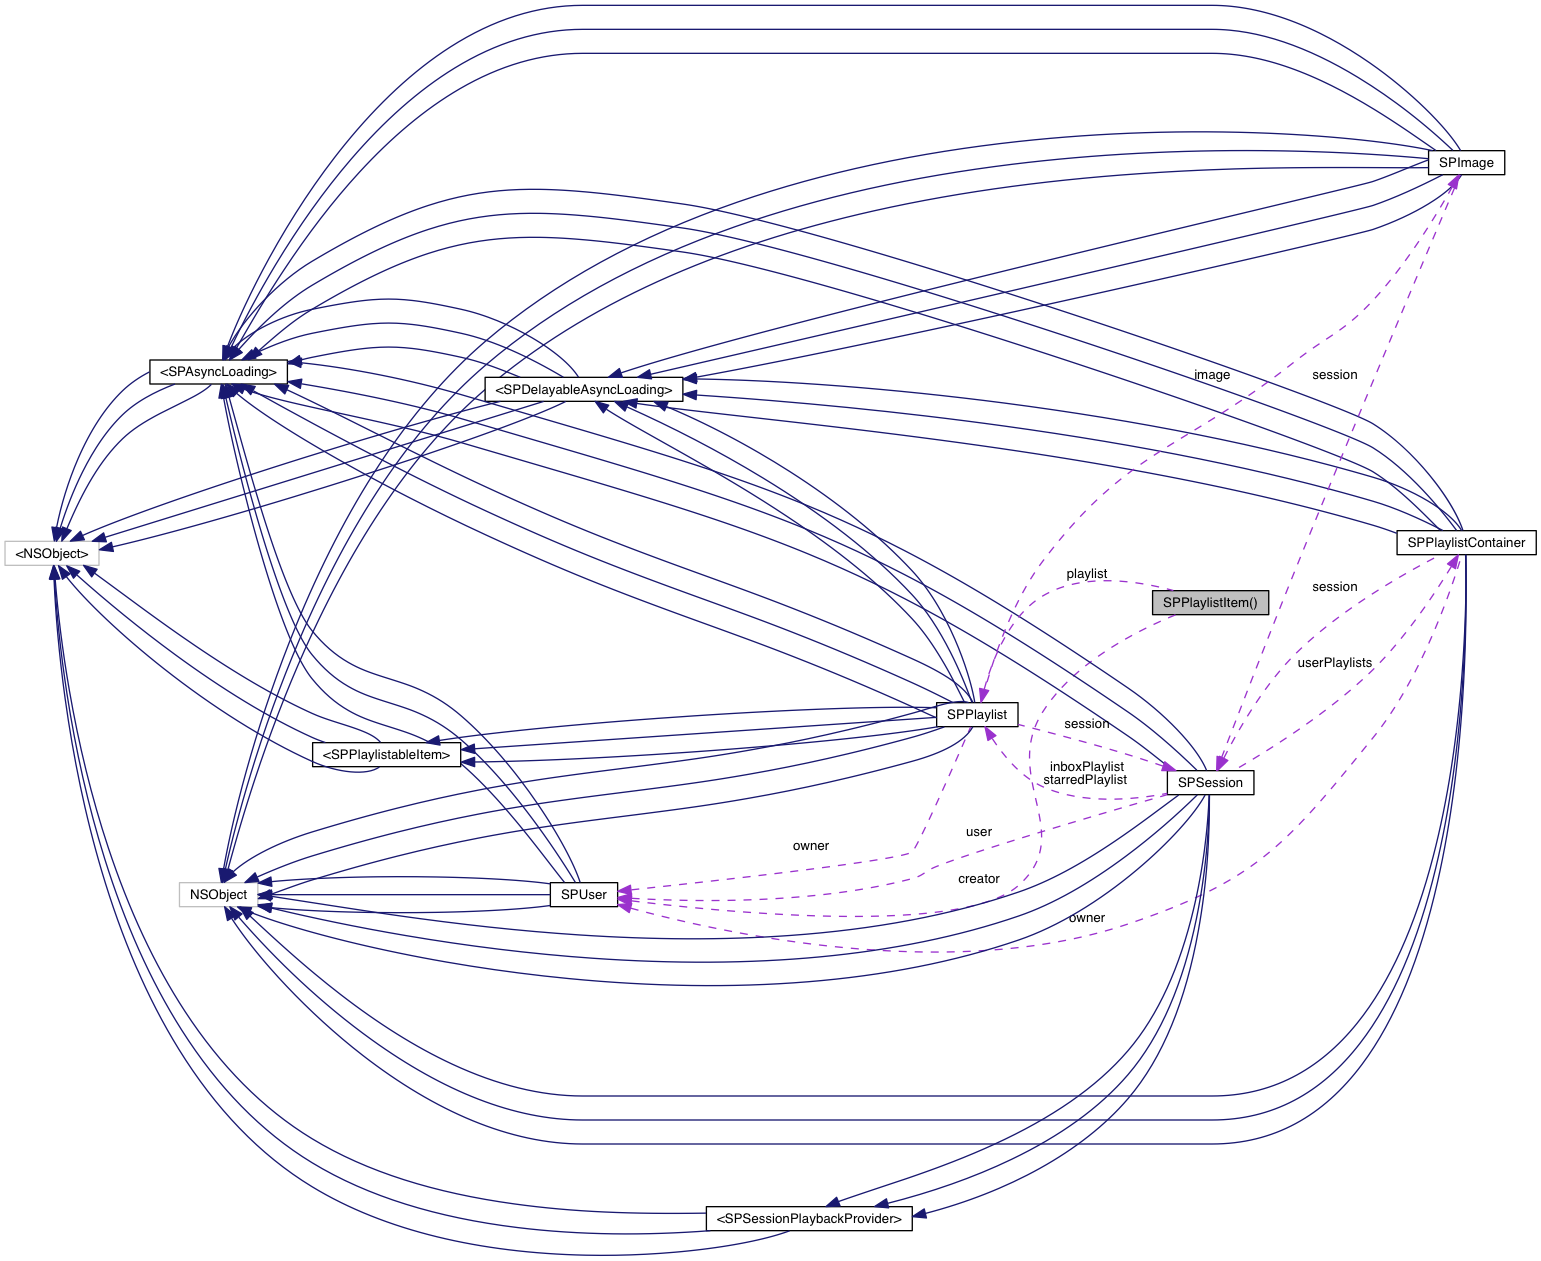 SPImage
<SPAsyncLoading>
image
session
<SPDelayableAsyncLoading>
<NSObject>
SPPlaylistContainer
playlist
session
SPPlaylistItem()
userPlaylists
SPPlaylist
session
<SPPlaylistableItem>
inboxPlaylist
starredPlaylist
SPSession
user
owner
creator
NSObject
SPUser
owner
<SPSessionPlaybackProvider>